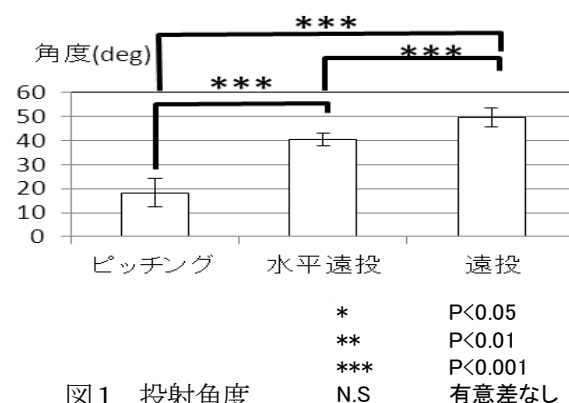 ***
角度(deg)
***
***
60
50
40
30
20
10
0
ピッチング 水平遠投 遠投
* P<0.05
** P<0.01
*** P<0.001
図1 投射角度 N.S 有意差なし